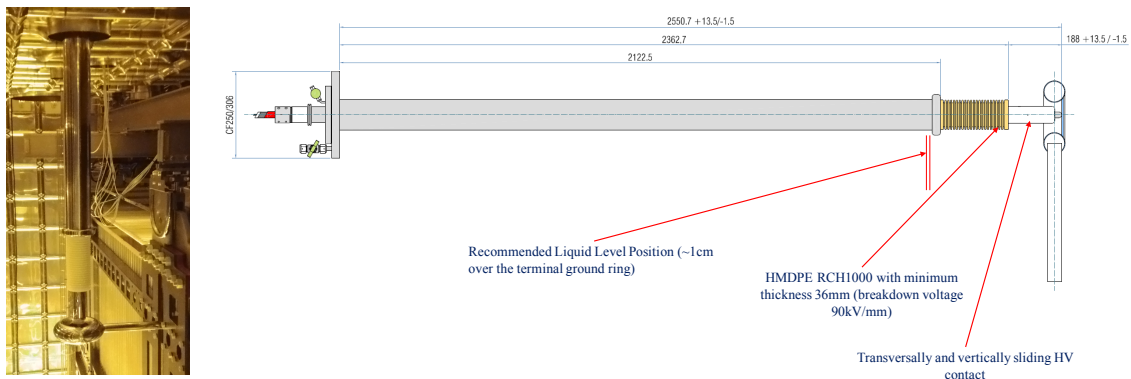 2550.7 +13.5/-1.5
2362.7
188 +13.5 / -1.5
2122.5
CF250/306
Recommended Liquid Level Position (~1cm
over the terminal ground ring)
HMDPE RCH1000 with minimum
thickness 36mm (breakdown voltage
90kV/mm)
Transversally and vertically sliding HV
contact